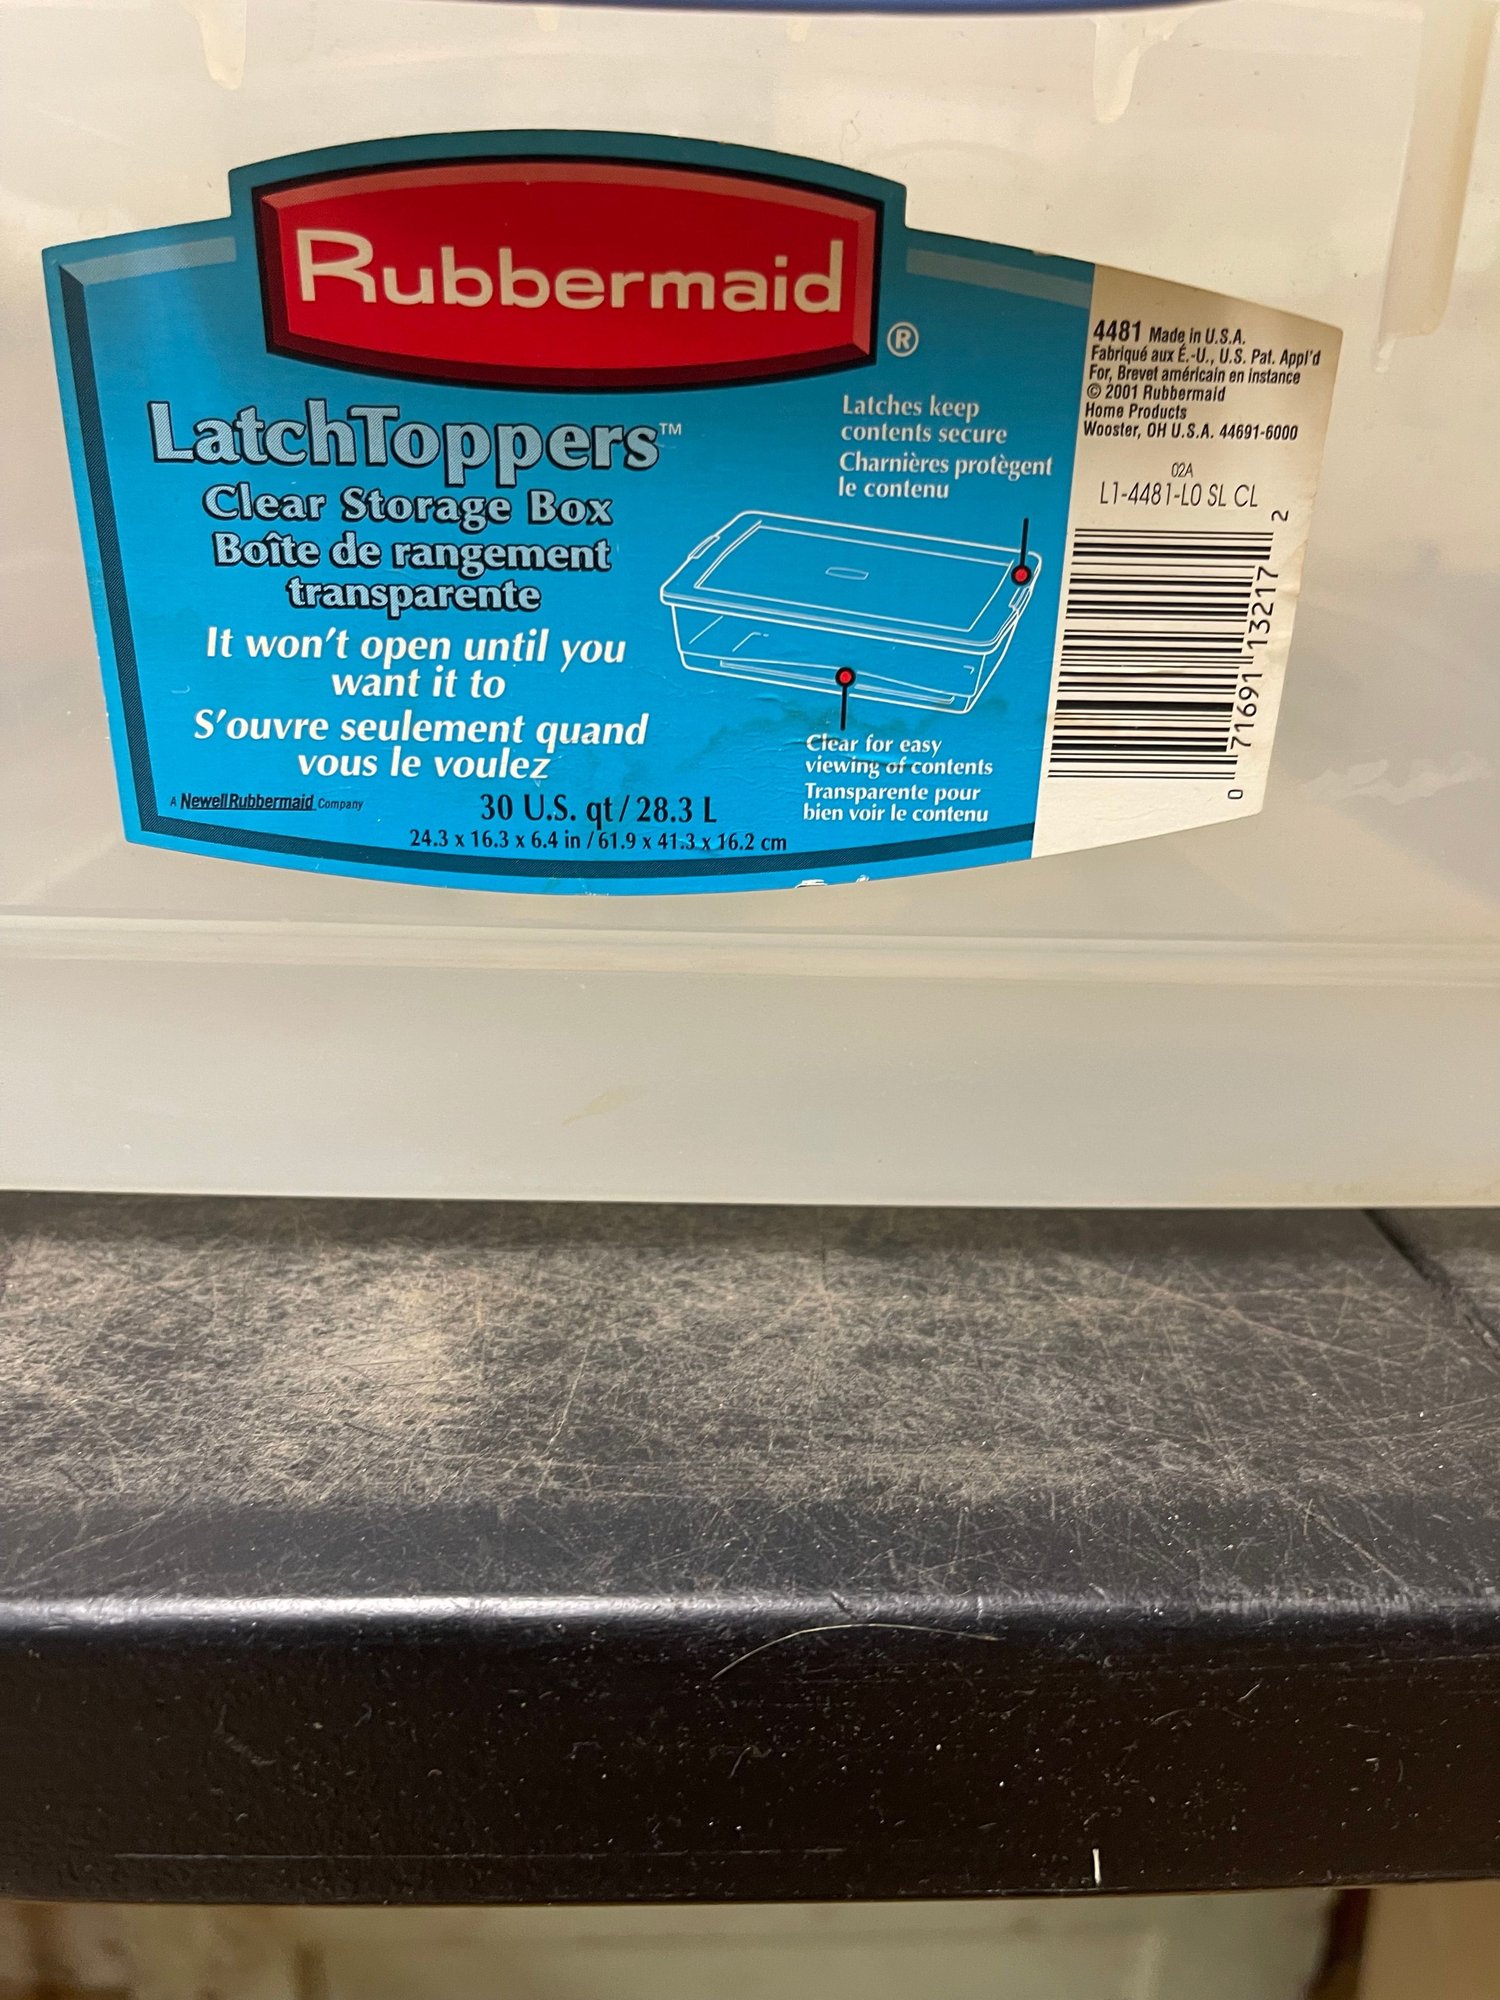 Rubbermaid
®
LatchToppers™
Clear Storage Box
Boîte de rangement
transparente
It won't open until you
want it to
S'ouvre seulement quand
vous le voulez
A NewellRubbermaid Company
30 U.S. qt / 28.3 L
24.3 x 16.3 x 6.4 in / 61.9 x 41.3 x 16.2 cm
Latches keep
contents secure
Charnières protègent
le contenu
Clear for easy
viewing of contents
Transparente pour
bien voir le contenu
4481 Made in U.S.A.
Fabriqué aux É.-U., U.S. Pat. Appl'd
For, Brevet américain en instance
© 2001 Rubbermaid
Home Products
Wooster, OH U.S.A. 44691-6000
02A
L1-4481-L0 SL CL
0 71691 13217 2